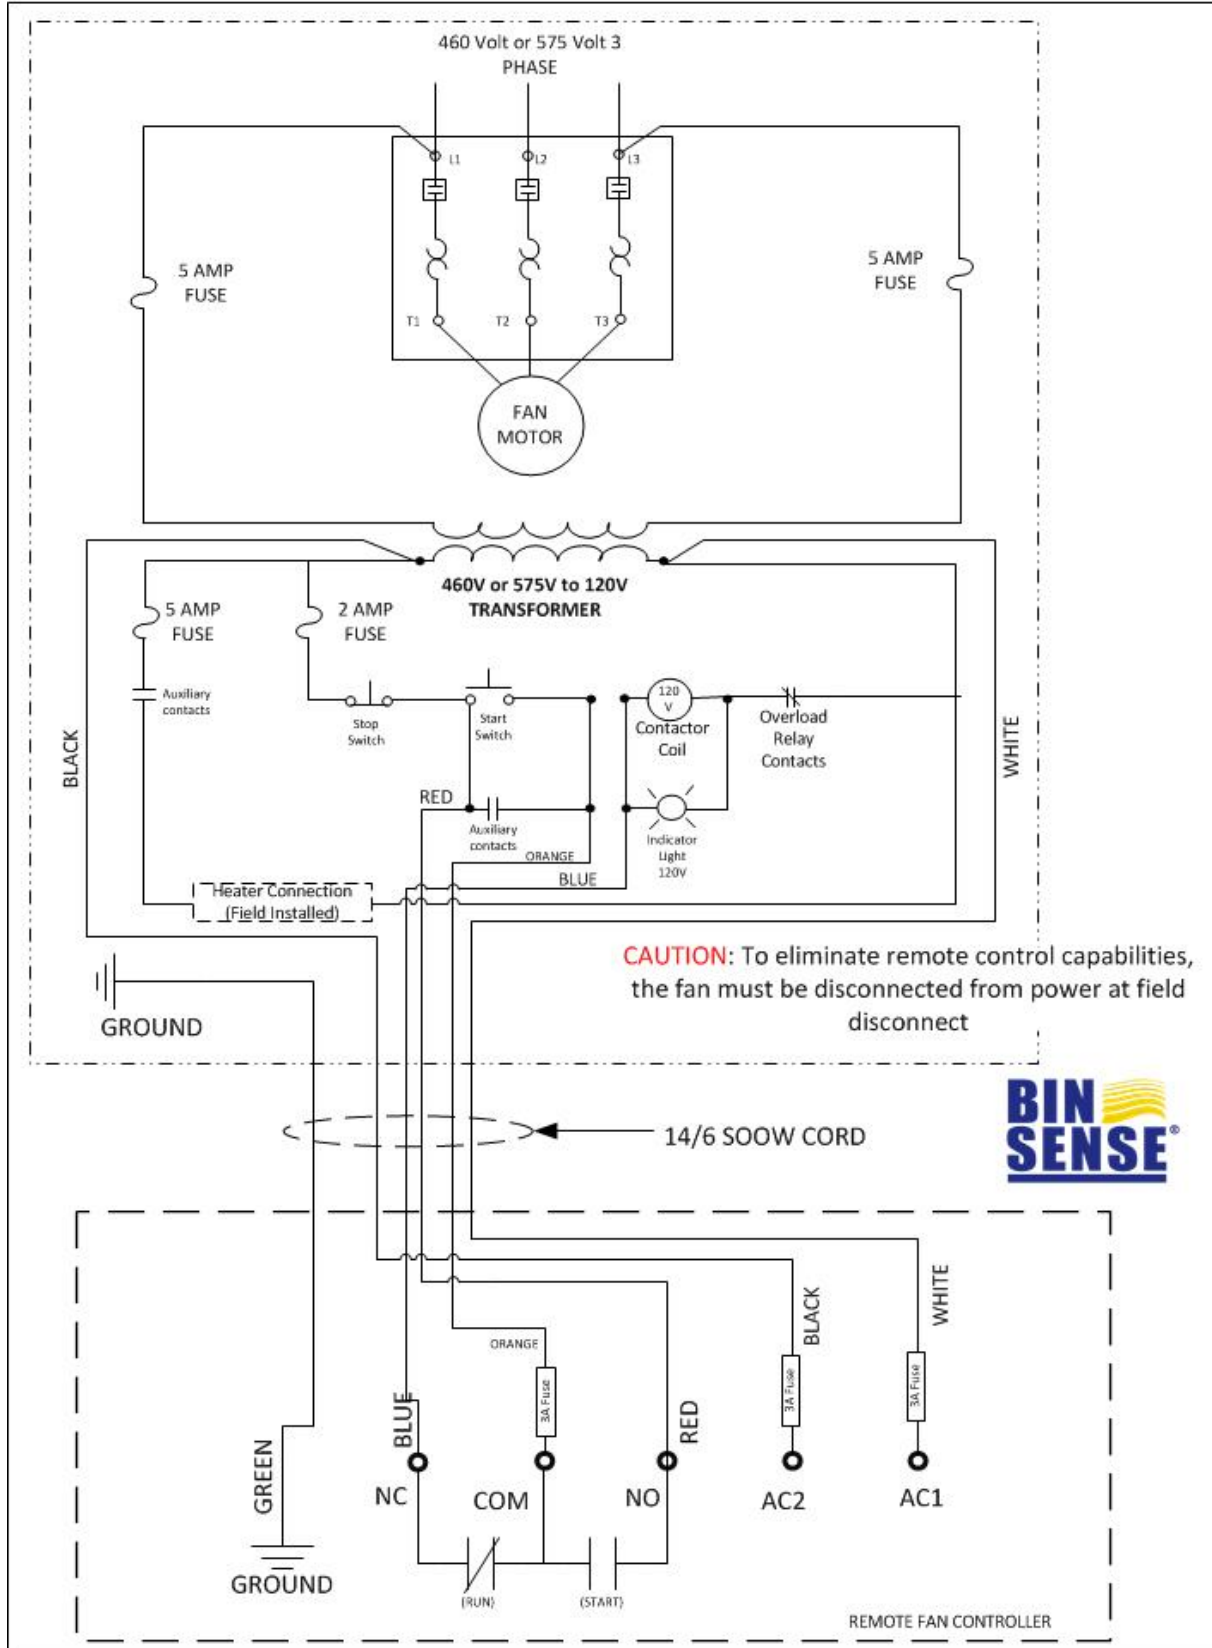 460 Volt or 575 Volt 3
PHASE
L1
L2
L3
5 AMP
FUSE
5 AMP
FUSE
T1
T2
T3
FAN
MOTOR
460V or 575V to 120V
TRANSFORMER
5 AMP
FUSE
2 AMP
FUSE
Auxiliary
contacts
Stop
Switch
Start
Switch
120
V
Contactor
Coil
Overload
Relay
Contacts
BLACK
WHITE
RED
Auxiliary
contacts
ORANGE
BLUE
Indicator
Light
120V
Heater Connection
(Field Installed)
CAUTION: To eliminate remote control capabilities,
the fan must be disconnected from power at field
disconnect
GROUND
14/6 SOOW CORD
BIN
SENSE®
BLACK
WHITE
ORANGE
3A Fuse
3A Fuse
3A Fuse
BLUE
RED
GREEN
NC
COM
NO
AC2
AC1
GROUND
(RUN)
(START)
REMOTE FAN CONTROLLER